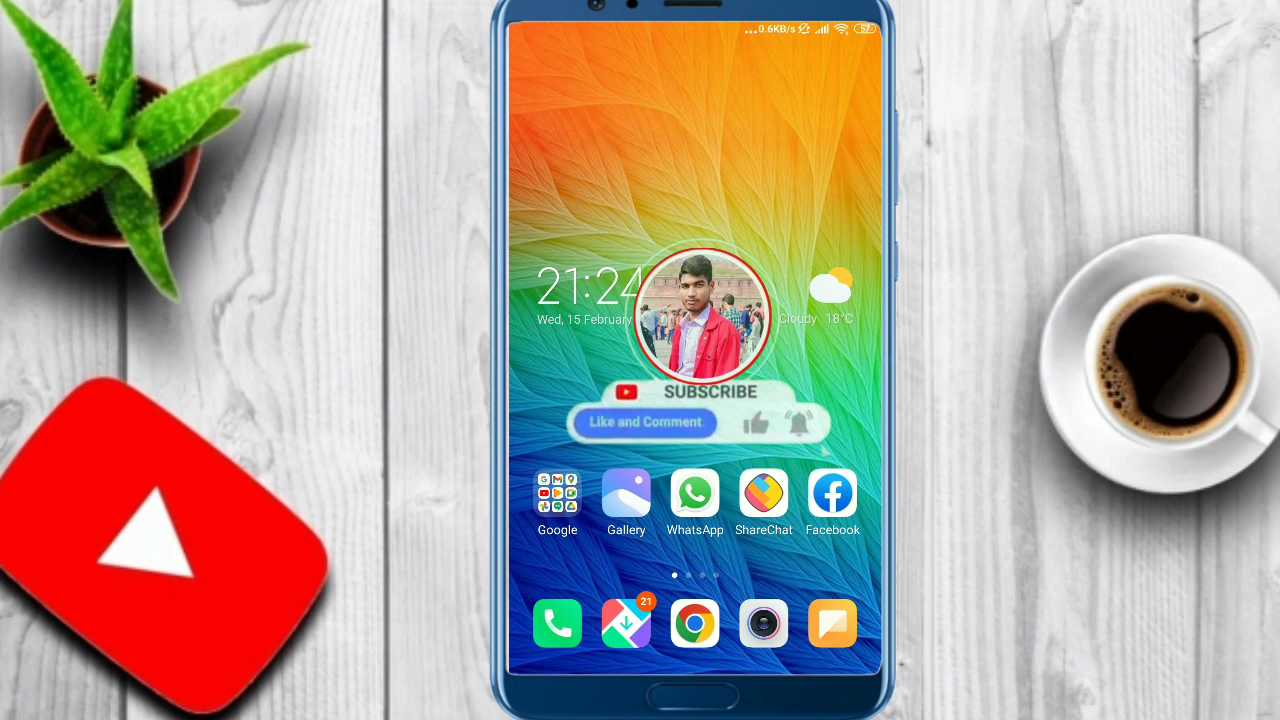 ...0.6KB/s 57
21:24
Wed, 15 February
Cloudy 18°C
SUBSCRIBE
Like and Comment
Google Gallery WhatsApp ShareChat Facebook
21